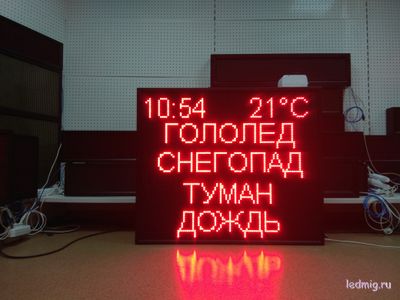 10:54 21°C
ГОЛОЛЕД
СНЕГОПАД
ТУМАН
ДОЖДЬ
ledmig.ru